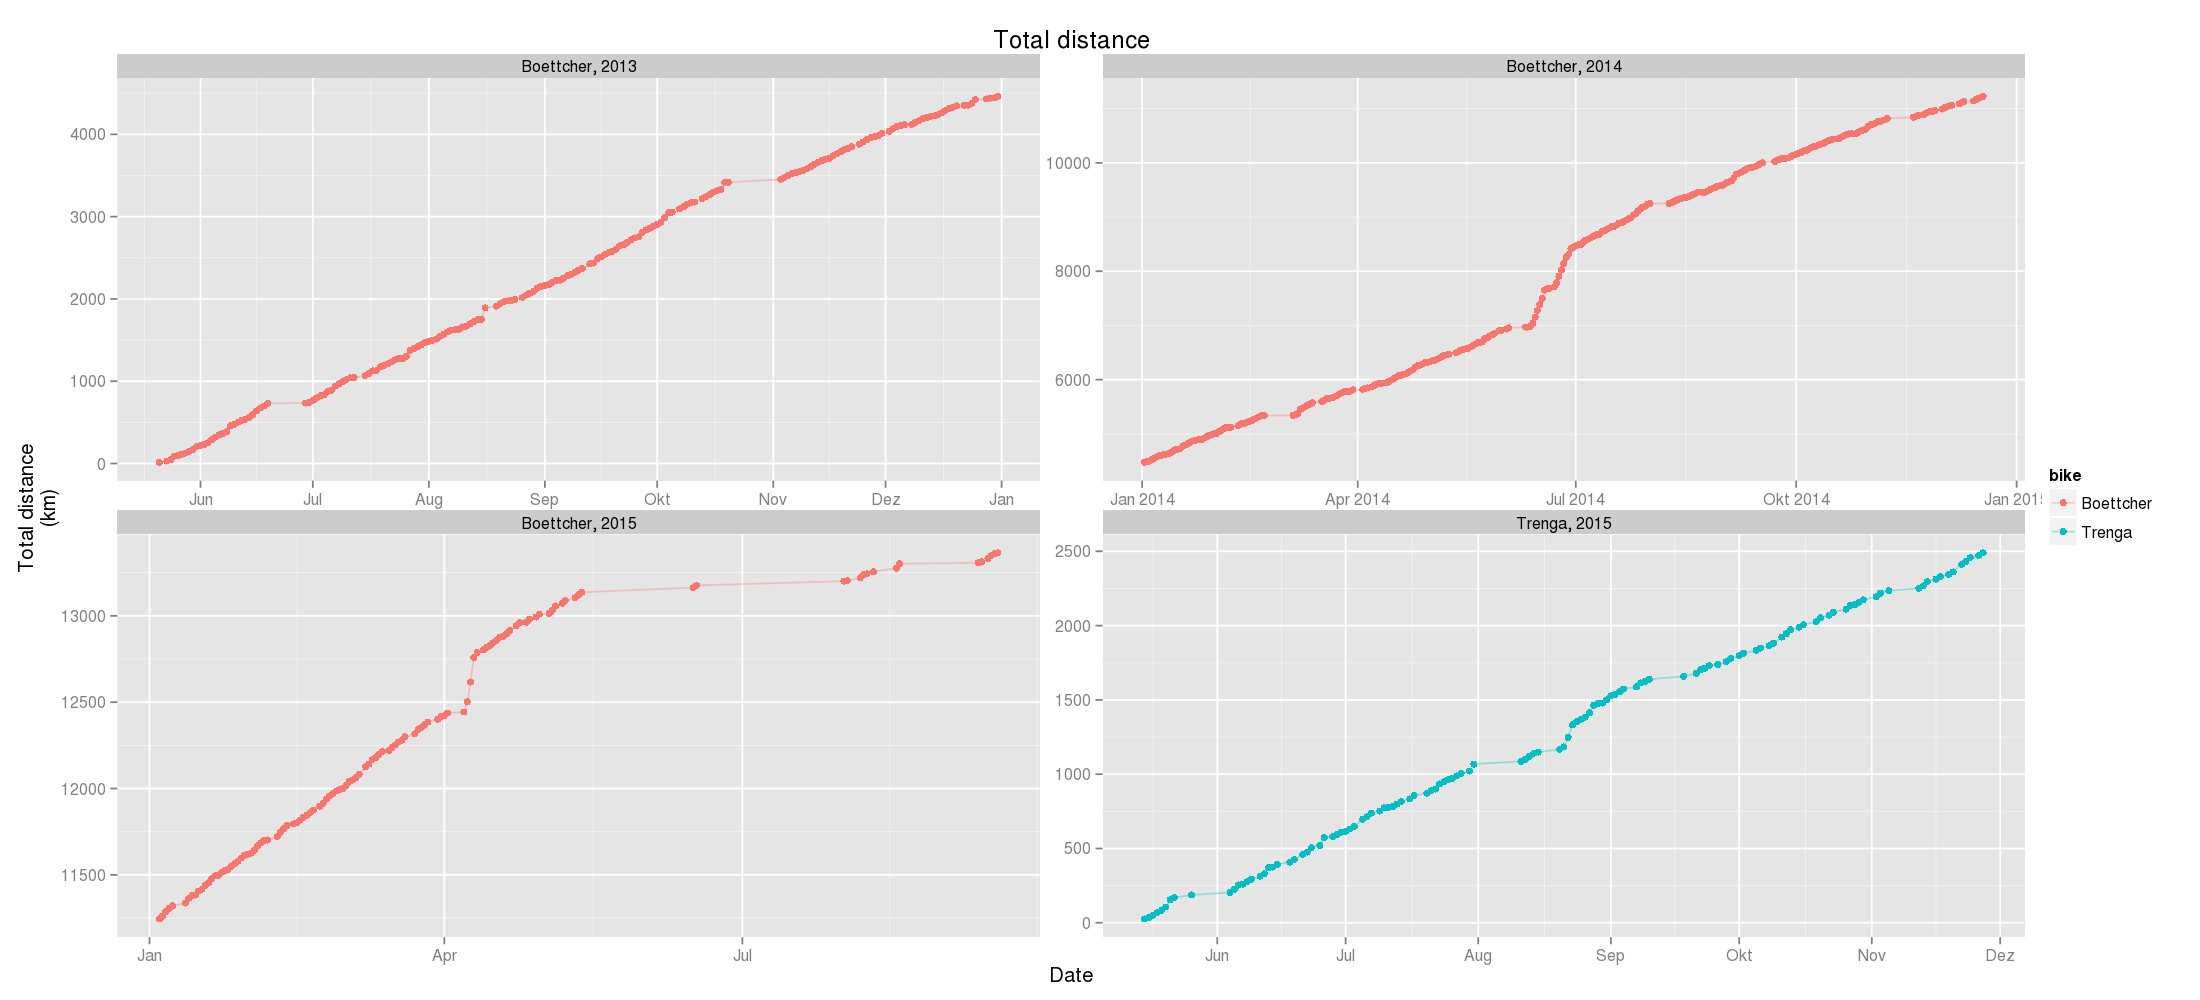 Total distance
Boettcher, 2013
Boettcher, 2014
4000
3000
2000
1000
0
Jun Jul Aug Sep Okt Nov Dez Jan
10000
8000
6000
Jan 2014 Apr 2014 Jul 2014 Okt 2014 Jan 201
Total distance
(km)
Boettcher, 2015
Trenga, 2015
13000
12500
12000
11500
Jan Apr Jul
2500
2000
1500
1000
500
0
Jun Jul Aug Sep Okt Nov Dez
Date
bike
Boettcher
Trenga